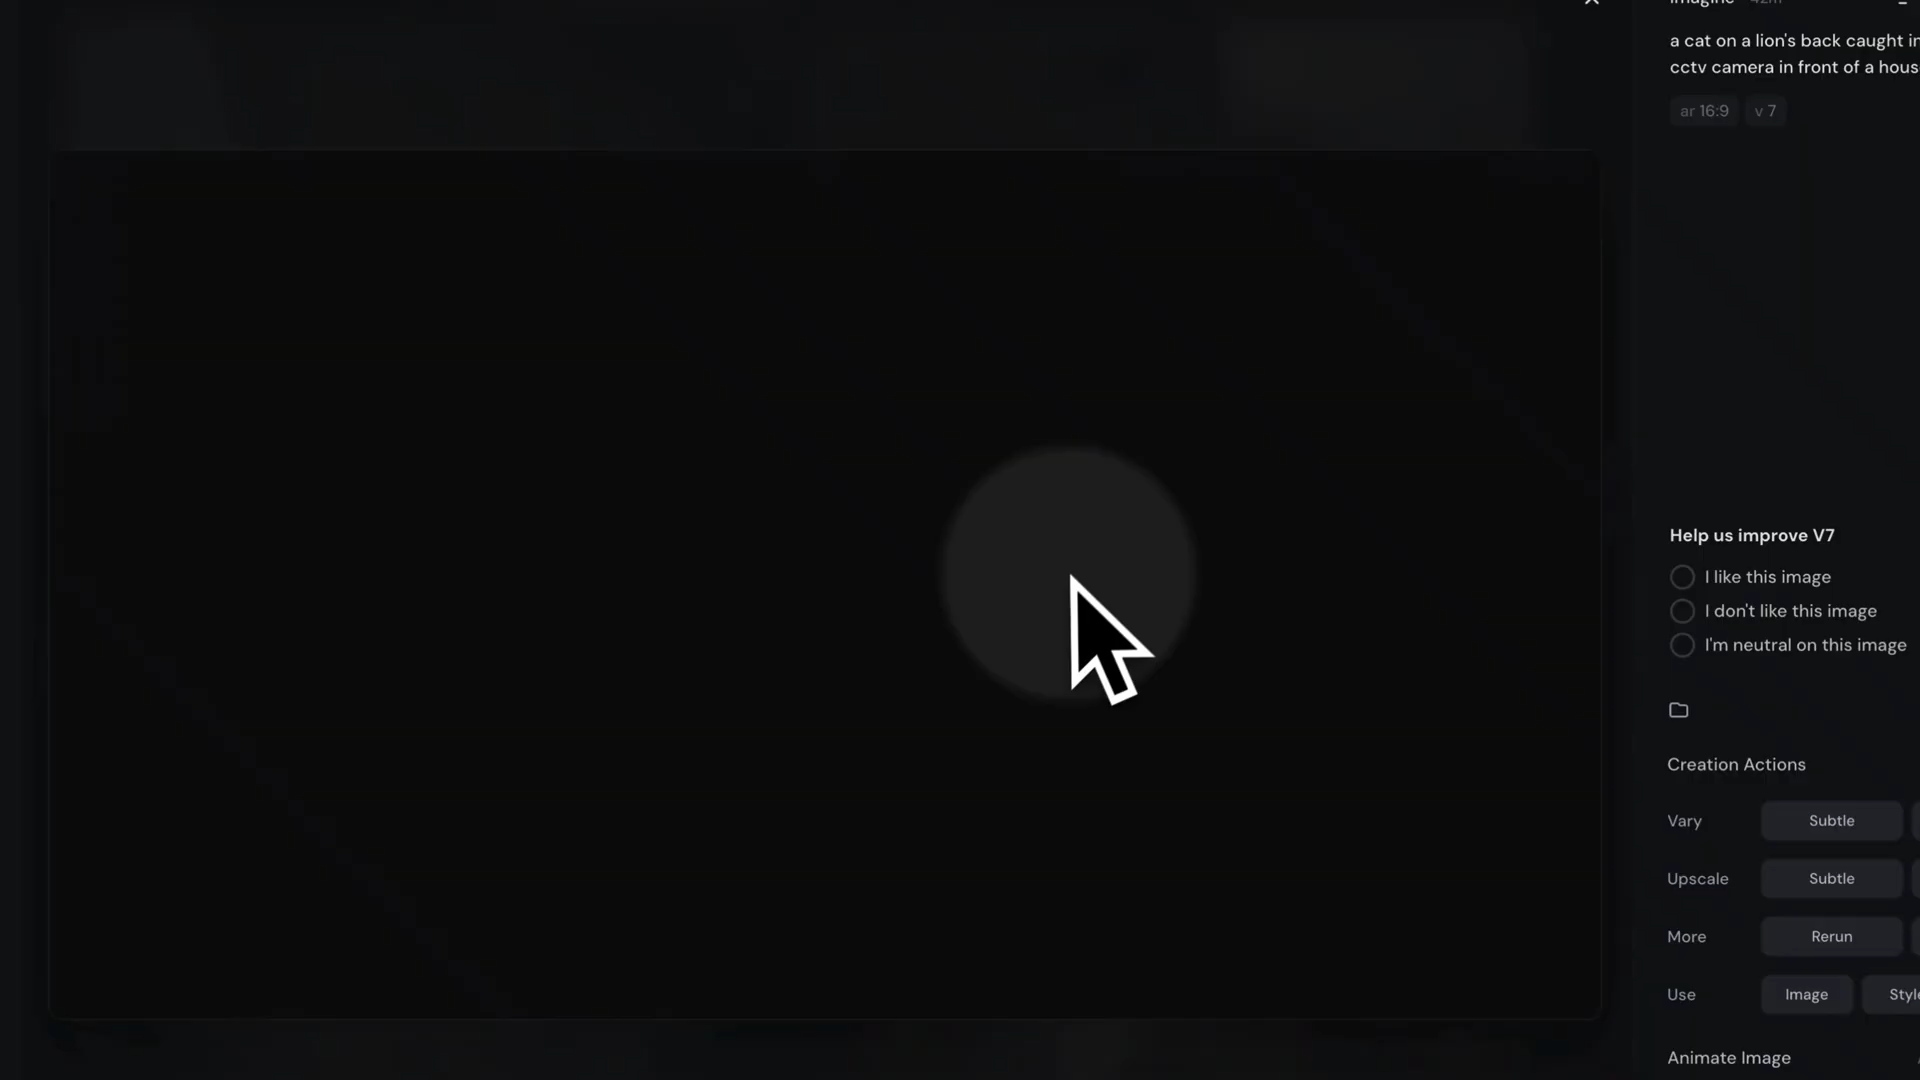 a cat on a lion's back caught in
cctv camera in front of a hous
ar 16:9 v 7
Help us improve V7
I like this image
I don't like this image
I'm neutral on this image
Creation Actions
Vary Subtle
Upscale Subtle
More Rerun
Use Image Style
Animate Image